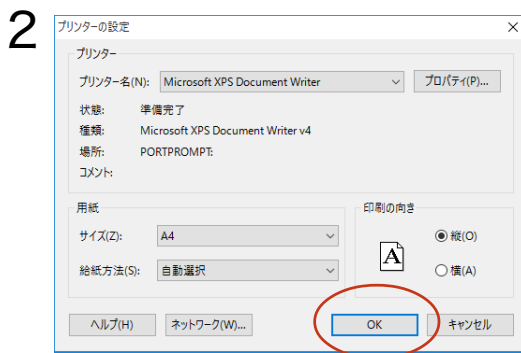 2
プリンターの設定
プリンター
プリンター名(N): Microsoft XPS Document Writer プロパティ(P)...
状態: 準備完了
種類: Microsoft XPS Document Writer v4
場所: PORTPROMPT:
コメント:
用紙 印刷の向き
サイズ(Z): A4 縦(O)
A
給紙方法(S): 自動選択 横(A)
ヘルプ(H) ネットワーク(W)... OK キャンセル